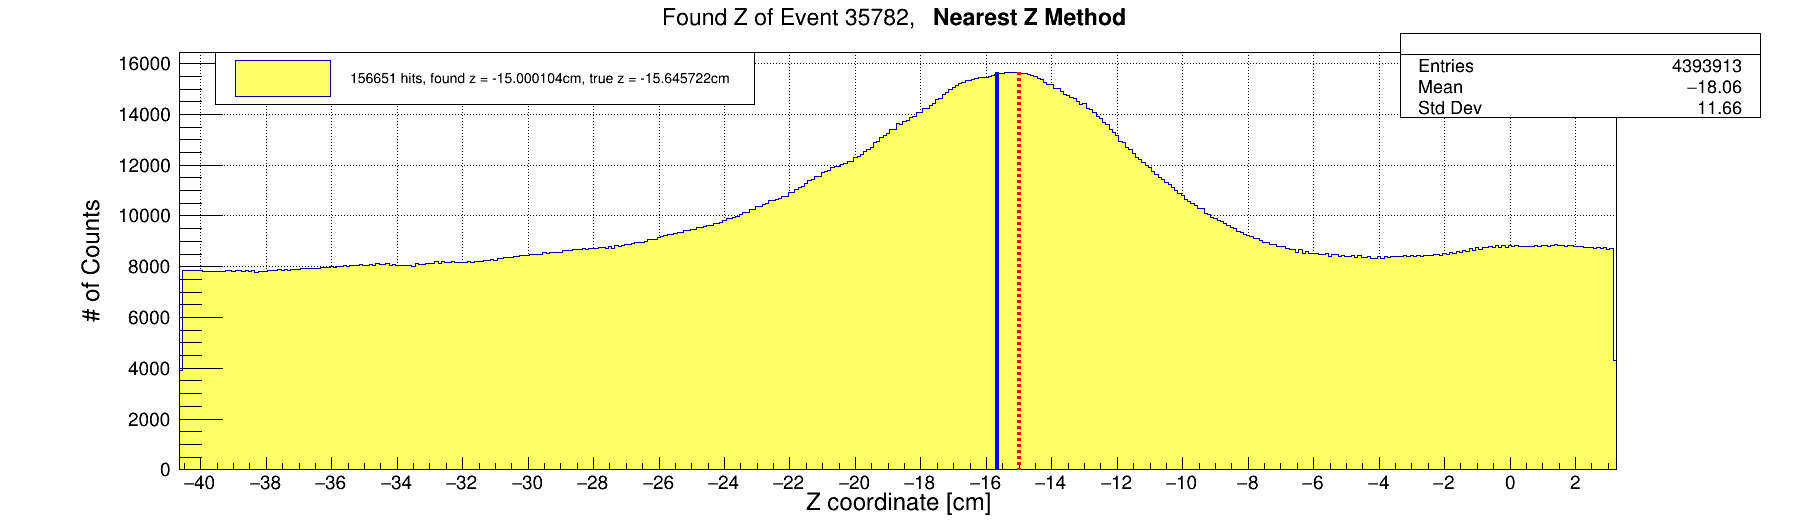 Found Z of Event 35782, Nearest Z Method
156651 hits, found z = -15.000104cm, true z = -15.645722cm
Entries 4393913
Mean −18.06
Std Dev 11.66
# of Counts
16000
14000
12000
10000
8000
6000
4000
2000
0
−40 −38 −36 −34 −32 −30 −28 −26 −24 −22 −20 −18 −16 −14 −12 −10 −8 −6 −4 −2 0 2
Z coordinate [cm]